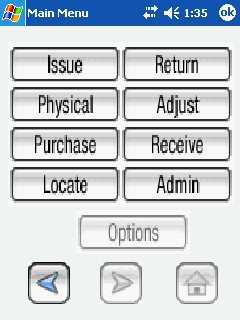 Main Menu 1:35 ok
Issue Return
Physical Adjust
Purchase Receive
Locate Admin
Options